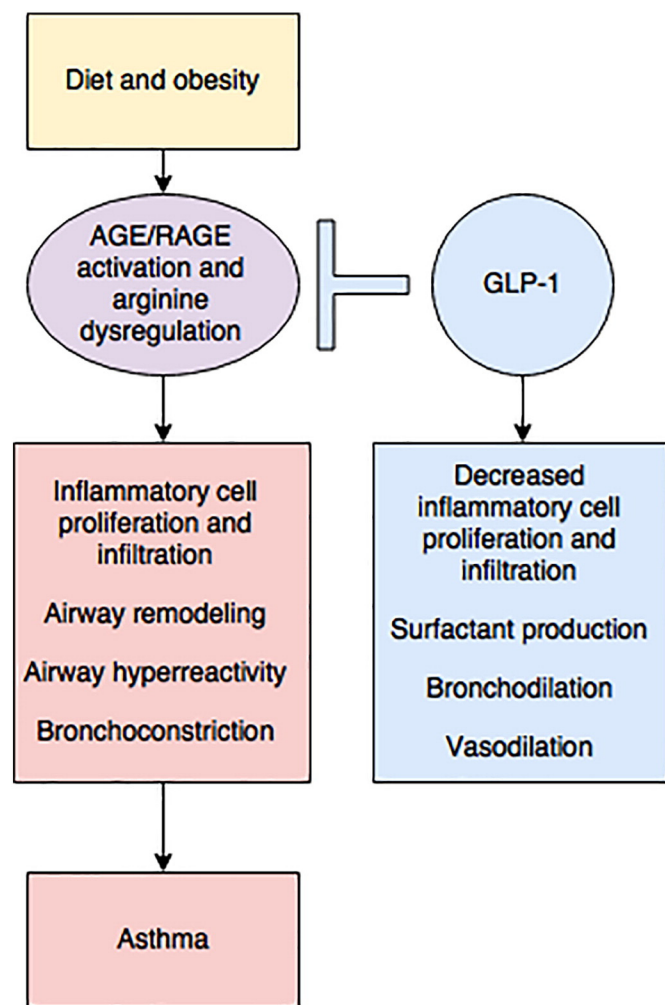 Diet and obesity
AGE/RAGE
activation and
arginine
dysregulation
GLP-1
Inflammatory cell
proliferation and
infiltration
Airway remodeling
Airway hyperreactivity
Bronchoconstriction
Decreased
inflammatory cell
proliferation and
infiltration
Surfactant production
Bronchodilation
Vasodilation
Asthma